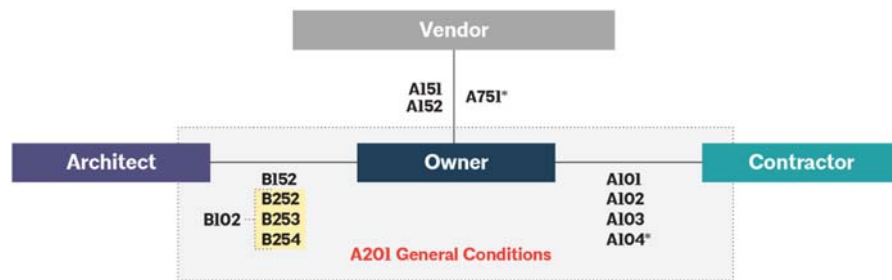 Vendor
A151
A152
A751*
Architect
Owner
Contractor
B152
B252
B253
B254
B102
A101
A102
A103
A104*
A201 General Conditions